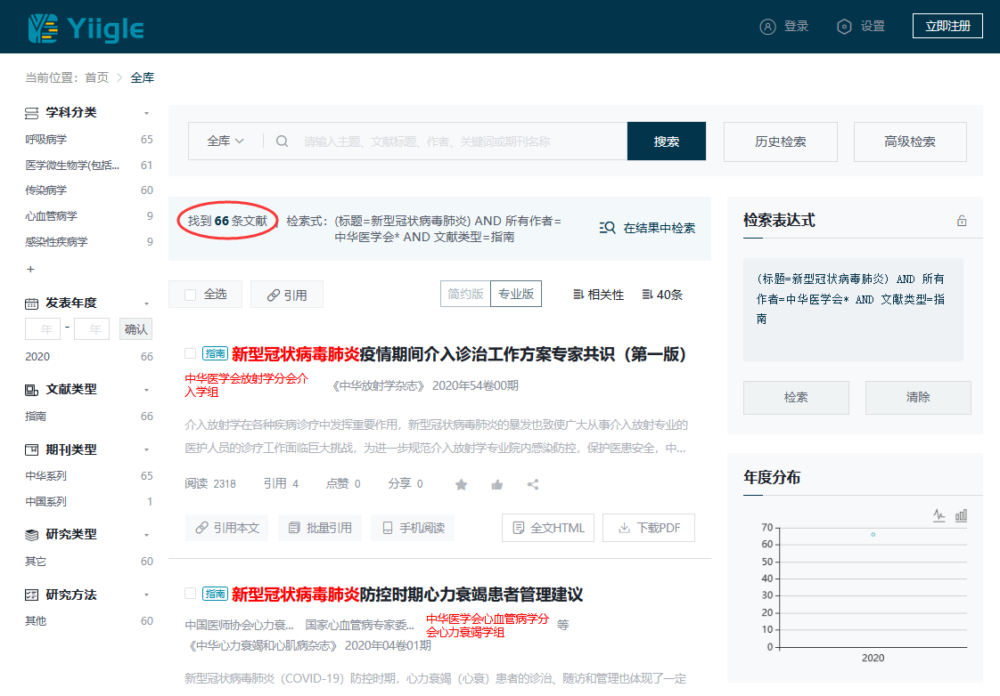 Yiigle
登录
设置
立即注册
当前位置：首页 > 全库
学科分类
呼吸病学 65
医学微生物学(包括... 61
传染病学 60
心血管病学 9
感染性疾病学 9
+
发表年度
年 - 年 确认
2020 66
文献类型
指南 66
期刊类型
中华系列 65
中国系列 1
研究类型
其它 60
研究方法
其他 60
全库
请输入主题、文献标题、作者、关键词或期刊名称
搜索
历史检索
高级检索
找到 66 条文献
检索式：(标题=新型冠状病毒肺炎) AND 所有作者=
中华医学会* AND 文献类型=指南
在结果中检索
全选
引用
简约版
专业版
相关性
40条
指南 新型冠状病毒肺炎疫情期间介入诊治工作方案专家共识（第一版）
中华医学会放射学分会介
入学组
《中华放射学杂志》 2020年54卷00期
介入放射学在各种疾病诊疗中发挥重要作用，新型冠状病毒肺炎的暴发也致使广大从事介入放射专业的
医护人员的诊疗工作面临巨大挑战，为进一步规范介入放射学专业院内感染防控，保护医患安全，中...
阅读 2318
引用 4
点赞 0
分享 0
引用本文
批量引用
手机阅读
全文HTML
下载PDF
指南 新型冠状病毒肺炎防控时期心力衰竭患者管理建议
中国医师协会心力衰...
国家心血管病专家委...
中华医学会心血管病学分
会心力衰竭学组
等
《中华心力衰竭和心肌病杂志》 2020年04卷01期
新型冠状病毒肺炎（COVID-19）防控时期，心力衰竭（心衰）患者的诊治、随访和管理也体现了一定
检索表达式
(标题=新型冠状病毒肺炎) AND 所有
作者=中华医学会* AND 文献类型=指
南
检索
清除
年度分布
70
60
50
40
30
20
10
0
2020